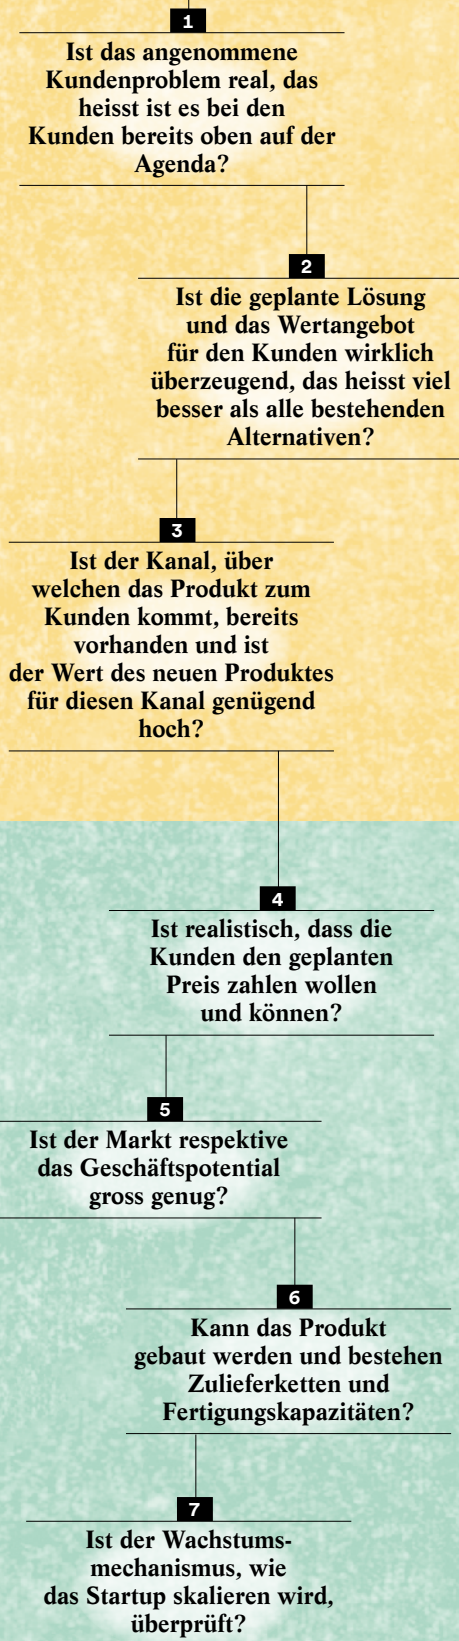 1
Ist das angenommene
Kundenproblem real, das
heisst ist es bei den
Kunden bereits oben auf der
Agenda?
2
Ist die geplante Lösung
und das Wertangebot
für den Kunden wirklich
überzeugend, das heisst viel
besser als alle bestehenden
Alternativen?
3
Ist der Kanal, über
welchen das Produkt zum
Kunden kommt, bereits
vorhanden und ist
der Wert des neuen Produktes
für diesen Kanal genügend
hoch?
4
Ist realistisch, dass die
Kunden den geplanten
Preis zahlen wollen
und können?
5
Ist der Markt respektive
das Geschäftspotential
gross genug?
6
Kann das Produkt
gebaut werden und bestehen
Zulieferketten und
Fertigungskapazitäten?
7
Ist der Wachstums-
mechanismus, wie
das Startup skalieren wird,
überprüft?